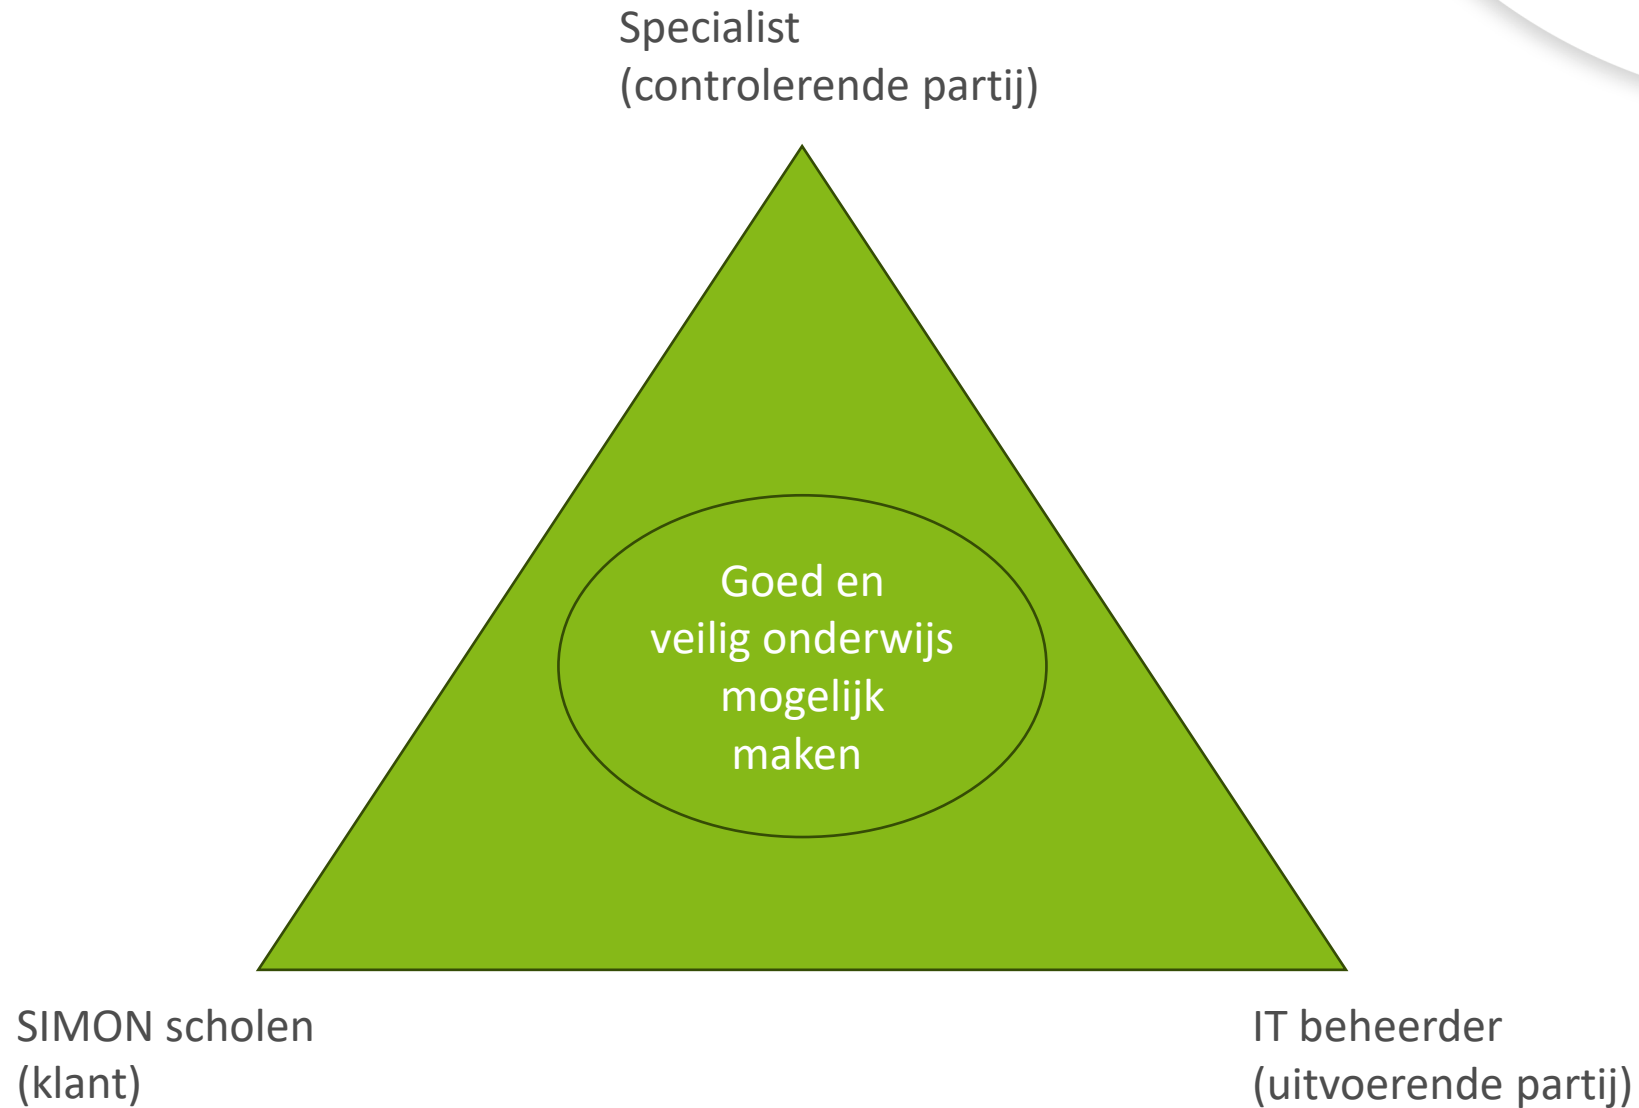 Specialist
(controlerende partij)
Goed en
veilig onderwijs
mogelijk
maken
SIMON scholen
(klant)
IT beheerder
(uitvoerende partij)